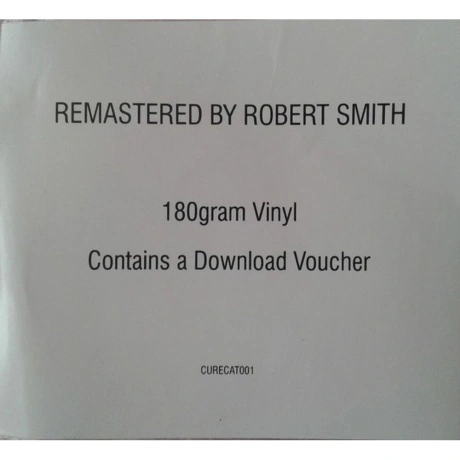 REMASTERED BY ROBERT SMITH
180gram Vinyl
Contains a Download Voucher
CURECAT001